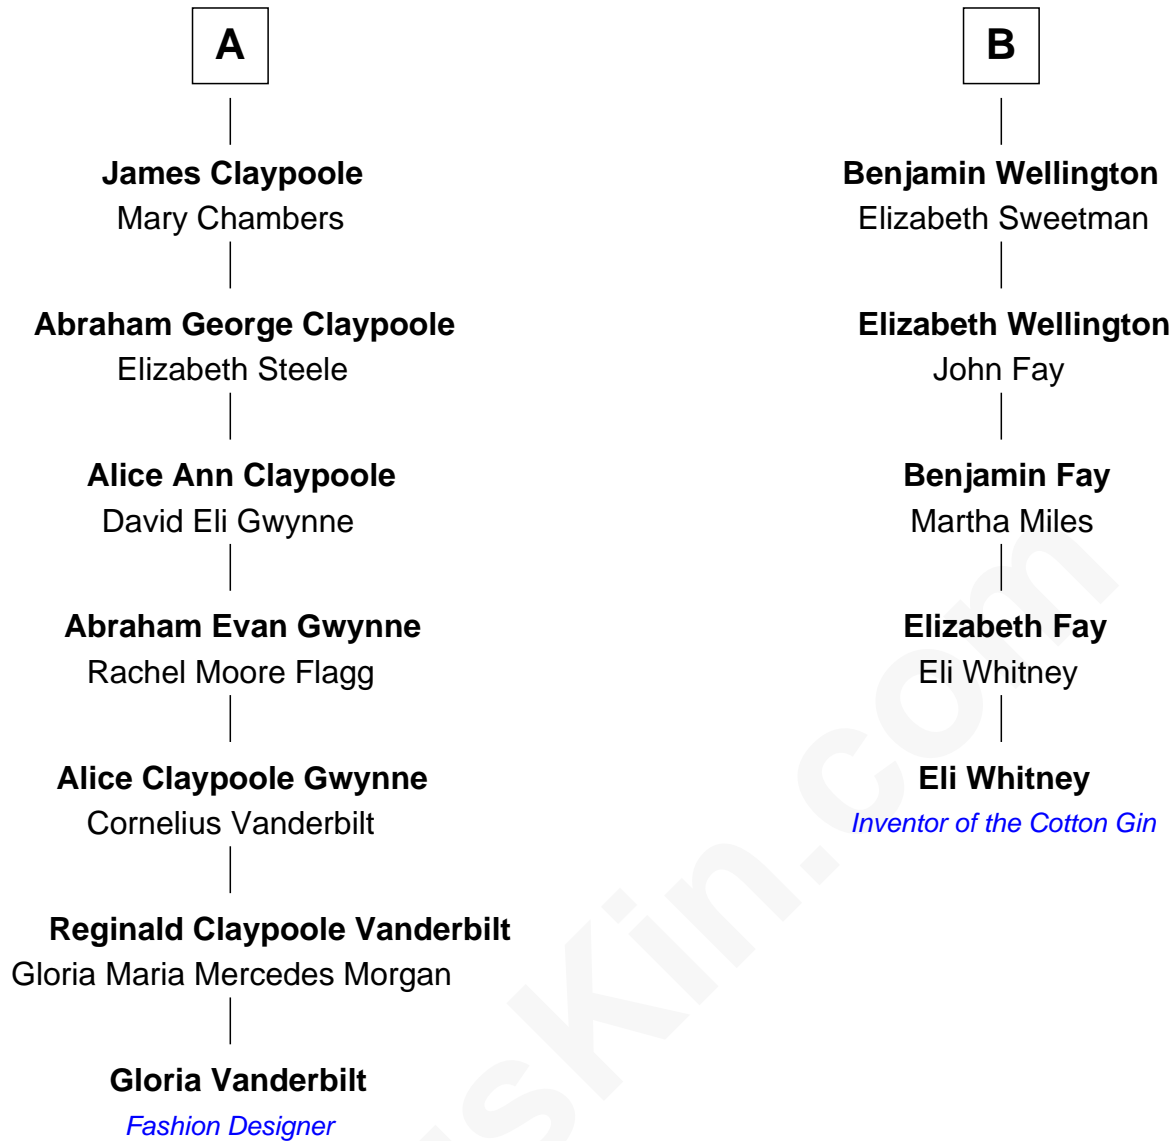 A
James Claypoole
Mary Chambers
Abraham George Claypoole
Elizabeth Steele
Alice Ann Claypoole
David Eli Gwynne
Abraham Evan Gwynne
Rachel Moore Flagg
Alice Claypoole Gwynne
Cornelius Vanderbilt
Reginald Claypoole Vanderbilt
Gloria Maria Mercedes Morgan
Gloria Vanderbilt
Fashion Designer
B
Benjamin Wellington
Elizabeth Sweetman
Elizabeth Wellington
John Fay
Benjamin Fay
Martha Miles
Elizabeth Fay
Eli Whitney
Eli Whitney
Inventor of the Cotton Gin
sKin.com